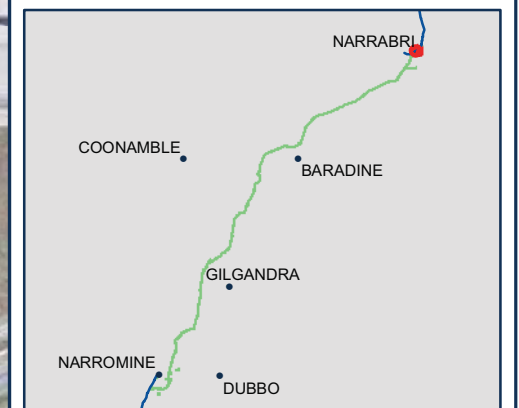 NARRABRI
COONAMBLE
BARADINE
GILGANDRA
NARROMINE
DUBBO